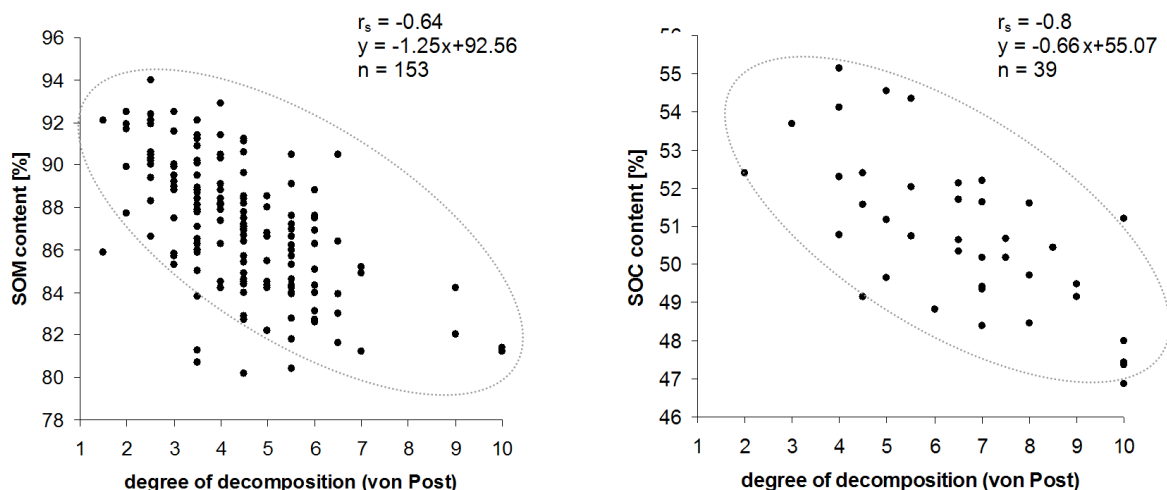 rs = -0.64
y = -1.25x+92.56
n = 153
96
94
92
90
88
86
84
82
80
78
SOM content [%]
1 2 3 4 5 6 7 8 9 10
degree of decomposition (von Post)
rs = -0.8
y = -0.66x+55.07
n = 39
56
55
54
53
52
51
50
49
48
47
46
SOC content [%]
1 2 3 4 5 6 7 8 9 10
degree of decomposition (von Post)